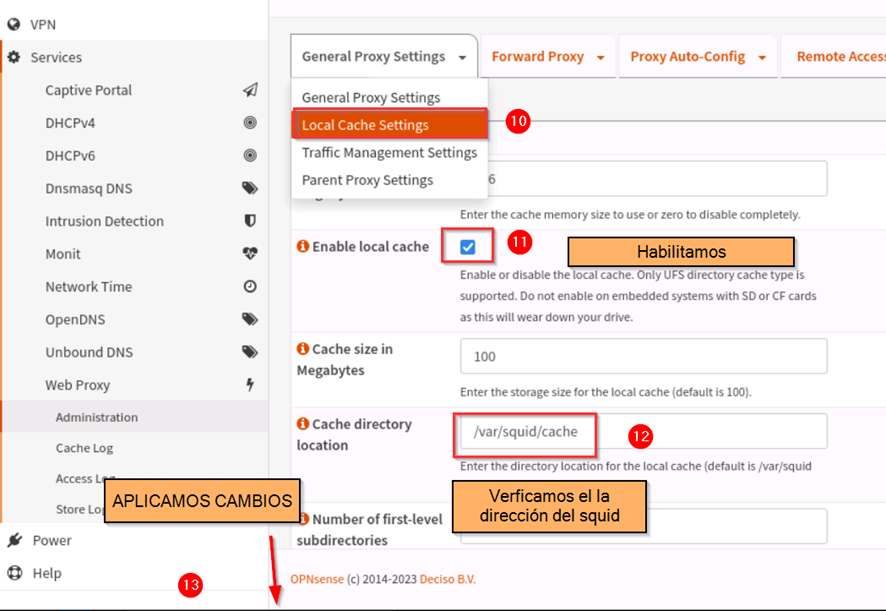 VPN
Services
Captive Portal
DHCPv4
DHCPv6
Dnsmasq DNS
Intrusion Detection
Monit
Network Time
OpenDNS
Unbound DNS
Web Proxy
Administration
Cache Log
Access
Store
Power
Help
13
APLICAMOS CAMBIOS
General Proxy Settings
Forward Proxy
Proxy Auto-Config
Remote Access
General Proxy Settings
Local Cache Settings
10
Traffic Management Settings
Parent Proxy Settings
6
Enter the cache memory size to use or zero to disable completely.
Enable local cache
11
Habilitamos
Enable or disable the local cache. Only UFS directory cache type is
supported. Do not enable on embedded systems with SD or CF cards
as this will wear down your drive.
Cache size in
Megabytes
100
Enter the storage size for the local cache (default is 100).
Cache directory
location
/var/squid/cache
12
Enter the directory location for the local cache (default is /var/squid
Verficamos el la
dirección del squid
Number of first-level
subdirectories
OPNsense (c) 2014-2023 Deciso B.V.